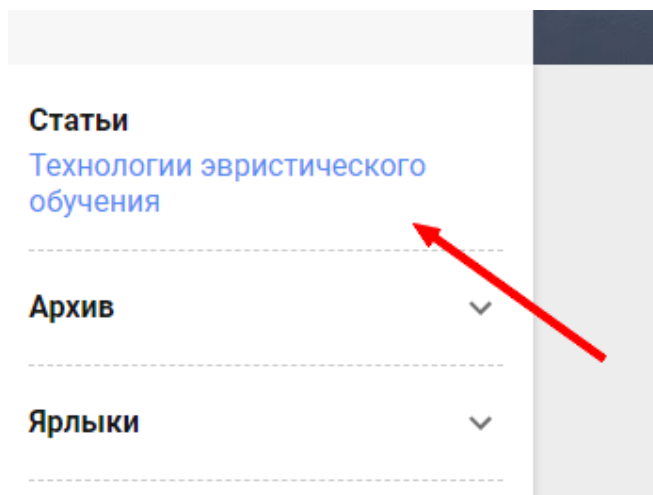 Статьи
Технологии эвристического
обучения
Архив
Ярлыки